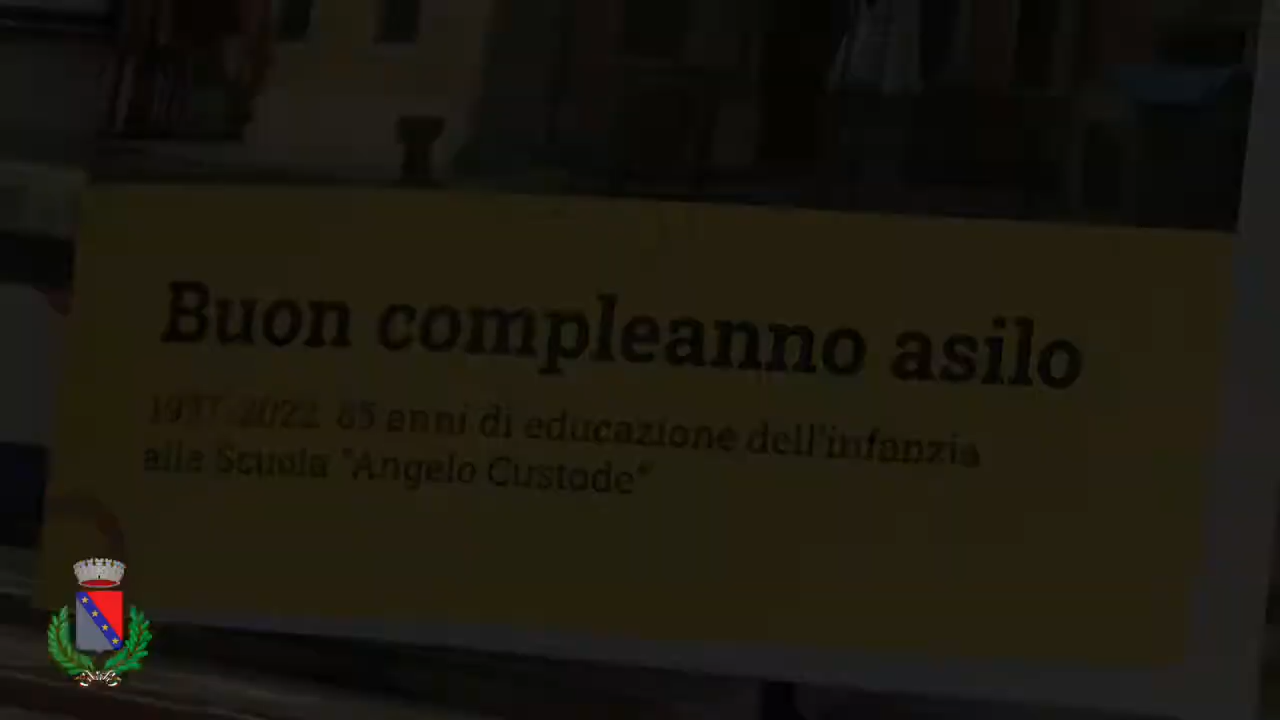 Buon compleanno asilo
1937-2022. 85 anni di educazione dell'infanzia
alla Scuola "Angelo Custode"